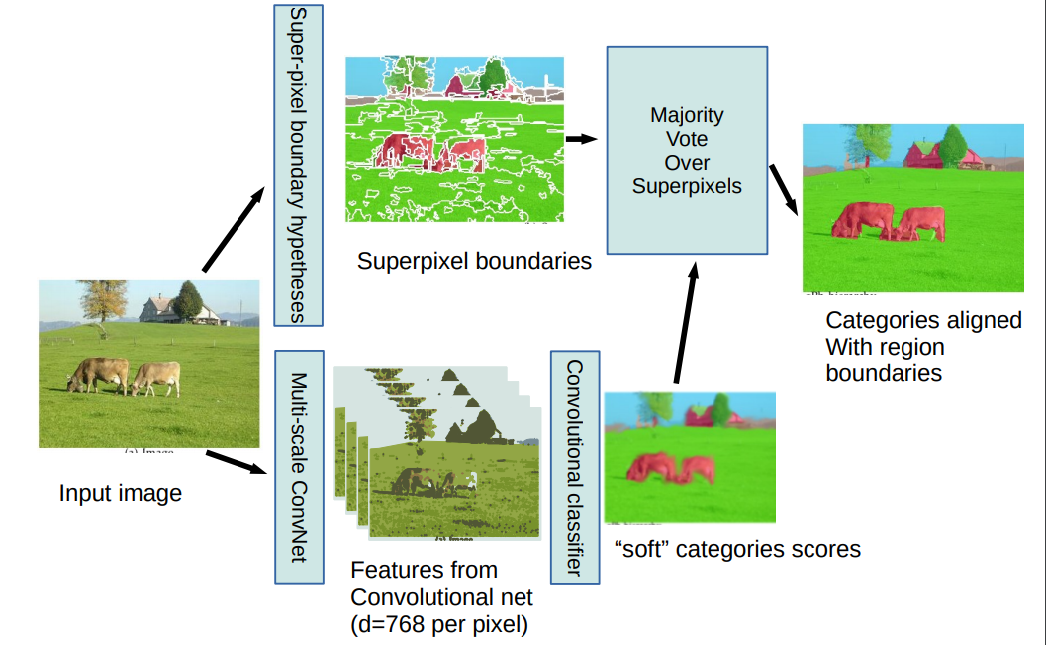 Super-pixel boundary hypetheses
Superpixel boundaries
Majority
Vote
Over
Superpixels
Categories aligned
With region
boundaries
(a) Image
Input image
Multi-scale ConvNet
Features from
Convolutional net
(d=768 per pixel)
Convolutional classifier
“soft” categories scores